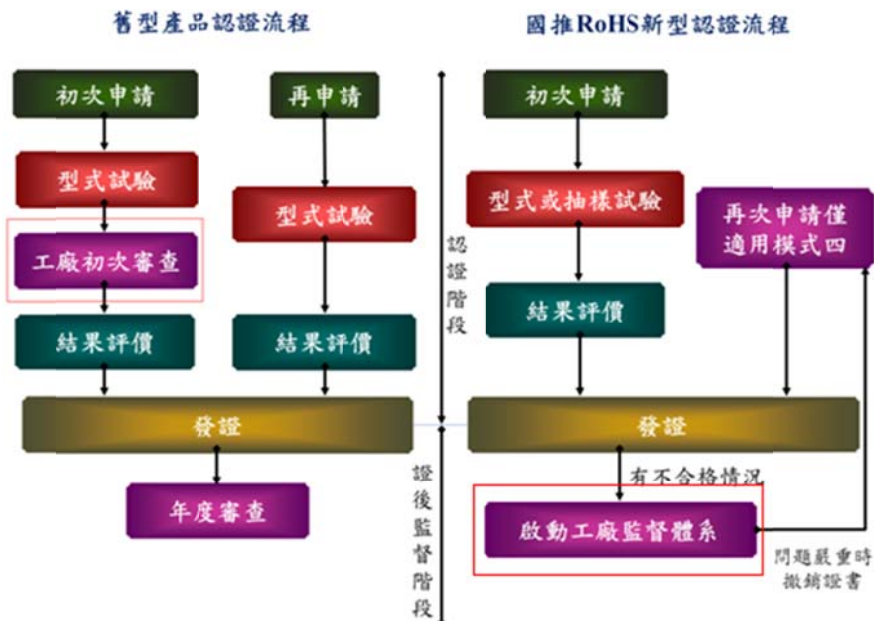 舊型產品認證流程
初次申請
型式試驗
工廠初次審查
結果評價
再申請
型式試驗
結果評價
發證
年度審查
認證階段
證後監督階段
國推RoHS新型認證流程
初次申請
型式或抽樣試驗
結果評價
再次申請僅
適用模式四
發證
有不合格情況
啟動工廠監督體系
問題嚴重時
撤銷證書